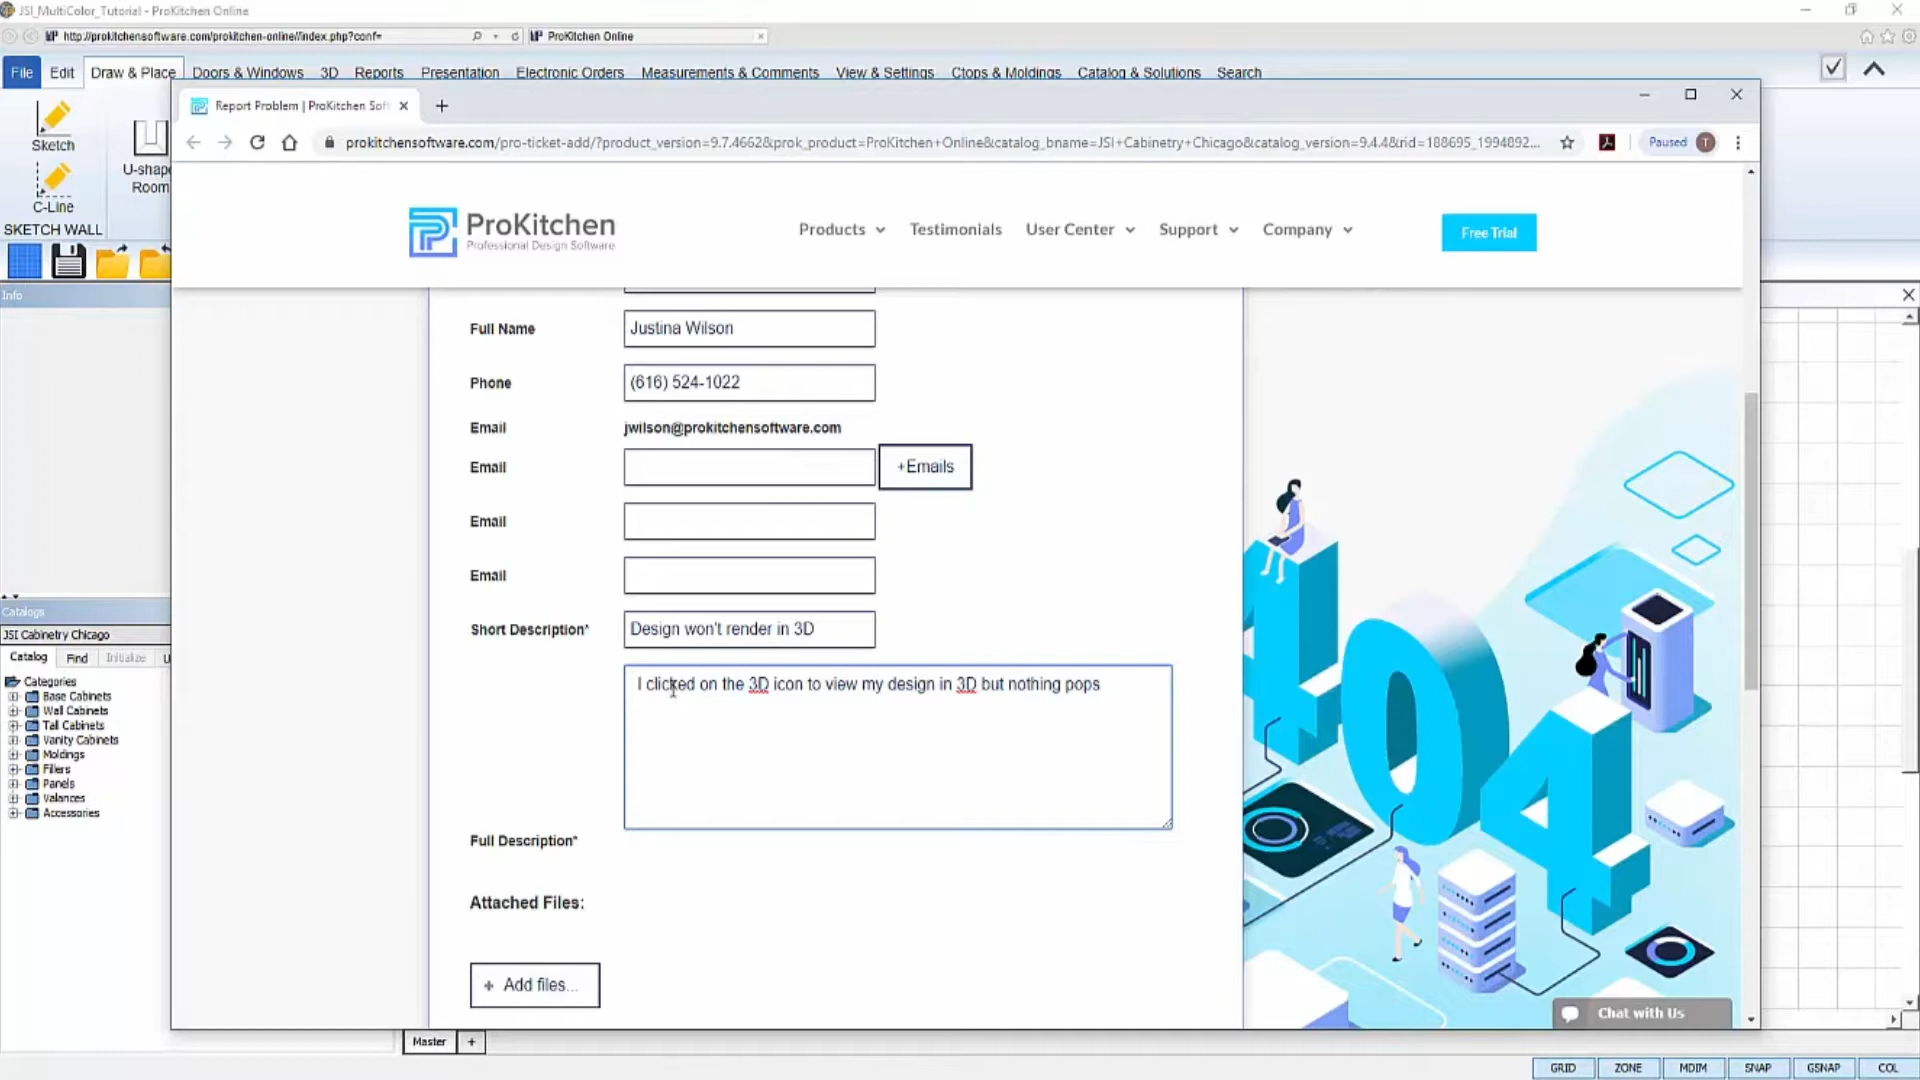 JSI_MultiColor_Tutorial - ProKitchen Online
http://prokitchensoftware.com/prokitchen-online//index.php?conf=
ProKitchen Online
File Edit Draw & Place Doors & Windows 3D Reports Presentation Electronic Orders Measurements & Comments View & Settings Ctops & Moldings Catalog & Solutions Search
Report Problem | ProKitchen Soft
prokitchensoftware.com/pro-ticket-add/?product_version=9.7.4662&prok_product=ProKitchen+Online&catalog_bname=JSI+Cabinetry+Chicago&catalog_version=9.4.4&rid=188695_1994892...
Paused T
Sketch
U-shape
Room
C-Line
SKETCH WALL
ProKitchen
Professional Design Software
Products Testimonials User Center Support Company
Free Trial
Info
Full Name Justina Wilson
Phone (616) 524-1022
Email jwilson@prokitchensoftware.com
Email +Emails
Email
Email
Short Description* Design won't render in 3D
I clicked on the 3D icon to view my design in 3D but nothing pops
Full Description*
Attached Files:
+ Add files...
Catalogs
JSI Cabinetry Chicago
Catalog Find Initialize U
Categories
Base Cabinets
Wall Cabinets
Tall Cabinets
Vanity Cabinets
Moldings
Fillers
Panels
Valances
Accessories
404
Chat with Us
Master +
GRID ZONE MDIM SNAP GSNAP COL